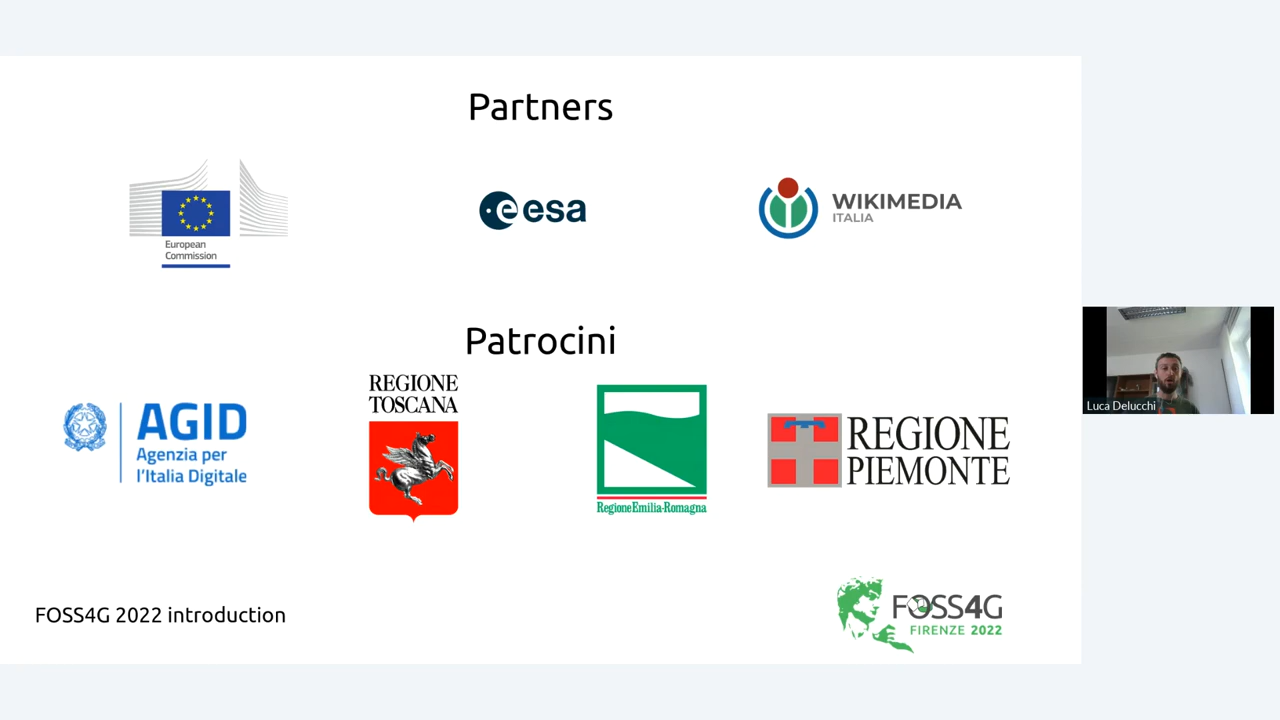 Partners
European
Commission
esa
WIKIMEDIA
ITALIA
Patrocini
AGID
Agenzia per
l'Italia Digitale
REGIONE
TOSCANA
RegioneEmilia-Romagna
REGIONE
PIEMONTE
Luca Delucchi
FOSS4G 2022 introduction
FOSS4G
FIRENZE 2022